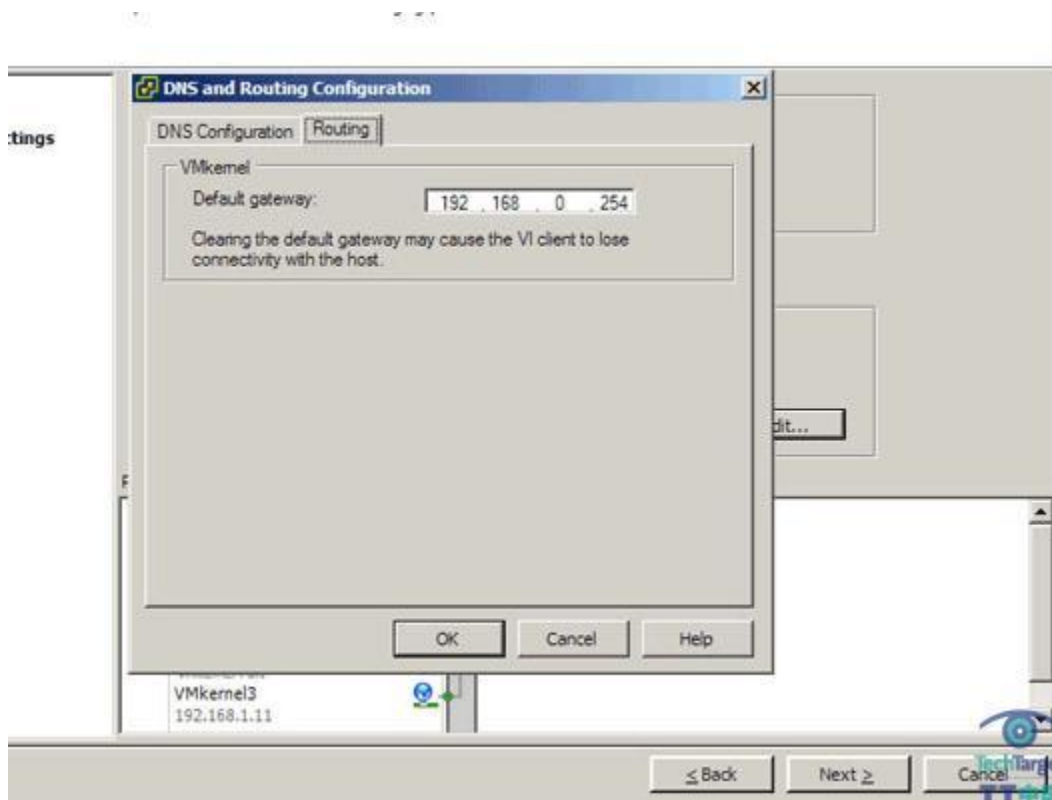 DNS and Routing Configuration
ttings
DNS Configuration Routing
VMkernel
Default gateway: 192 . 168 . 0 . 254
Clearing the default gateway may cause the VI client to lose
connectivity with the host.
dit...
OK Cancel Help
VMkernel3
192.168.1.11
≤ Back Next ≥ Cancel
TechTarge